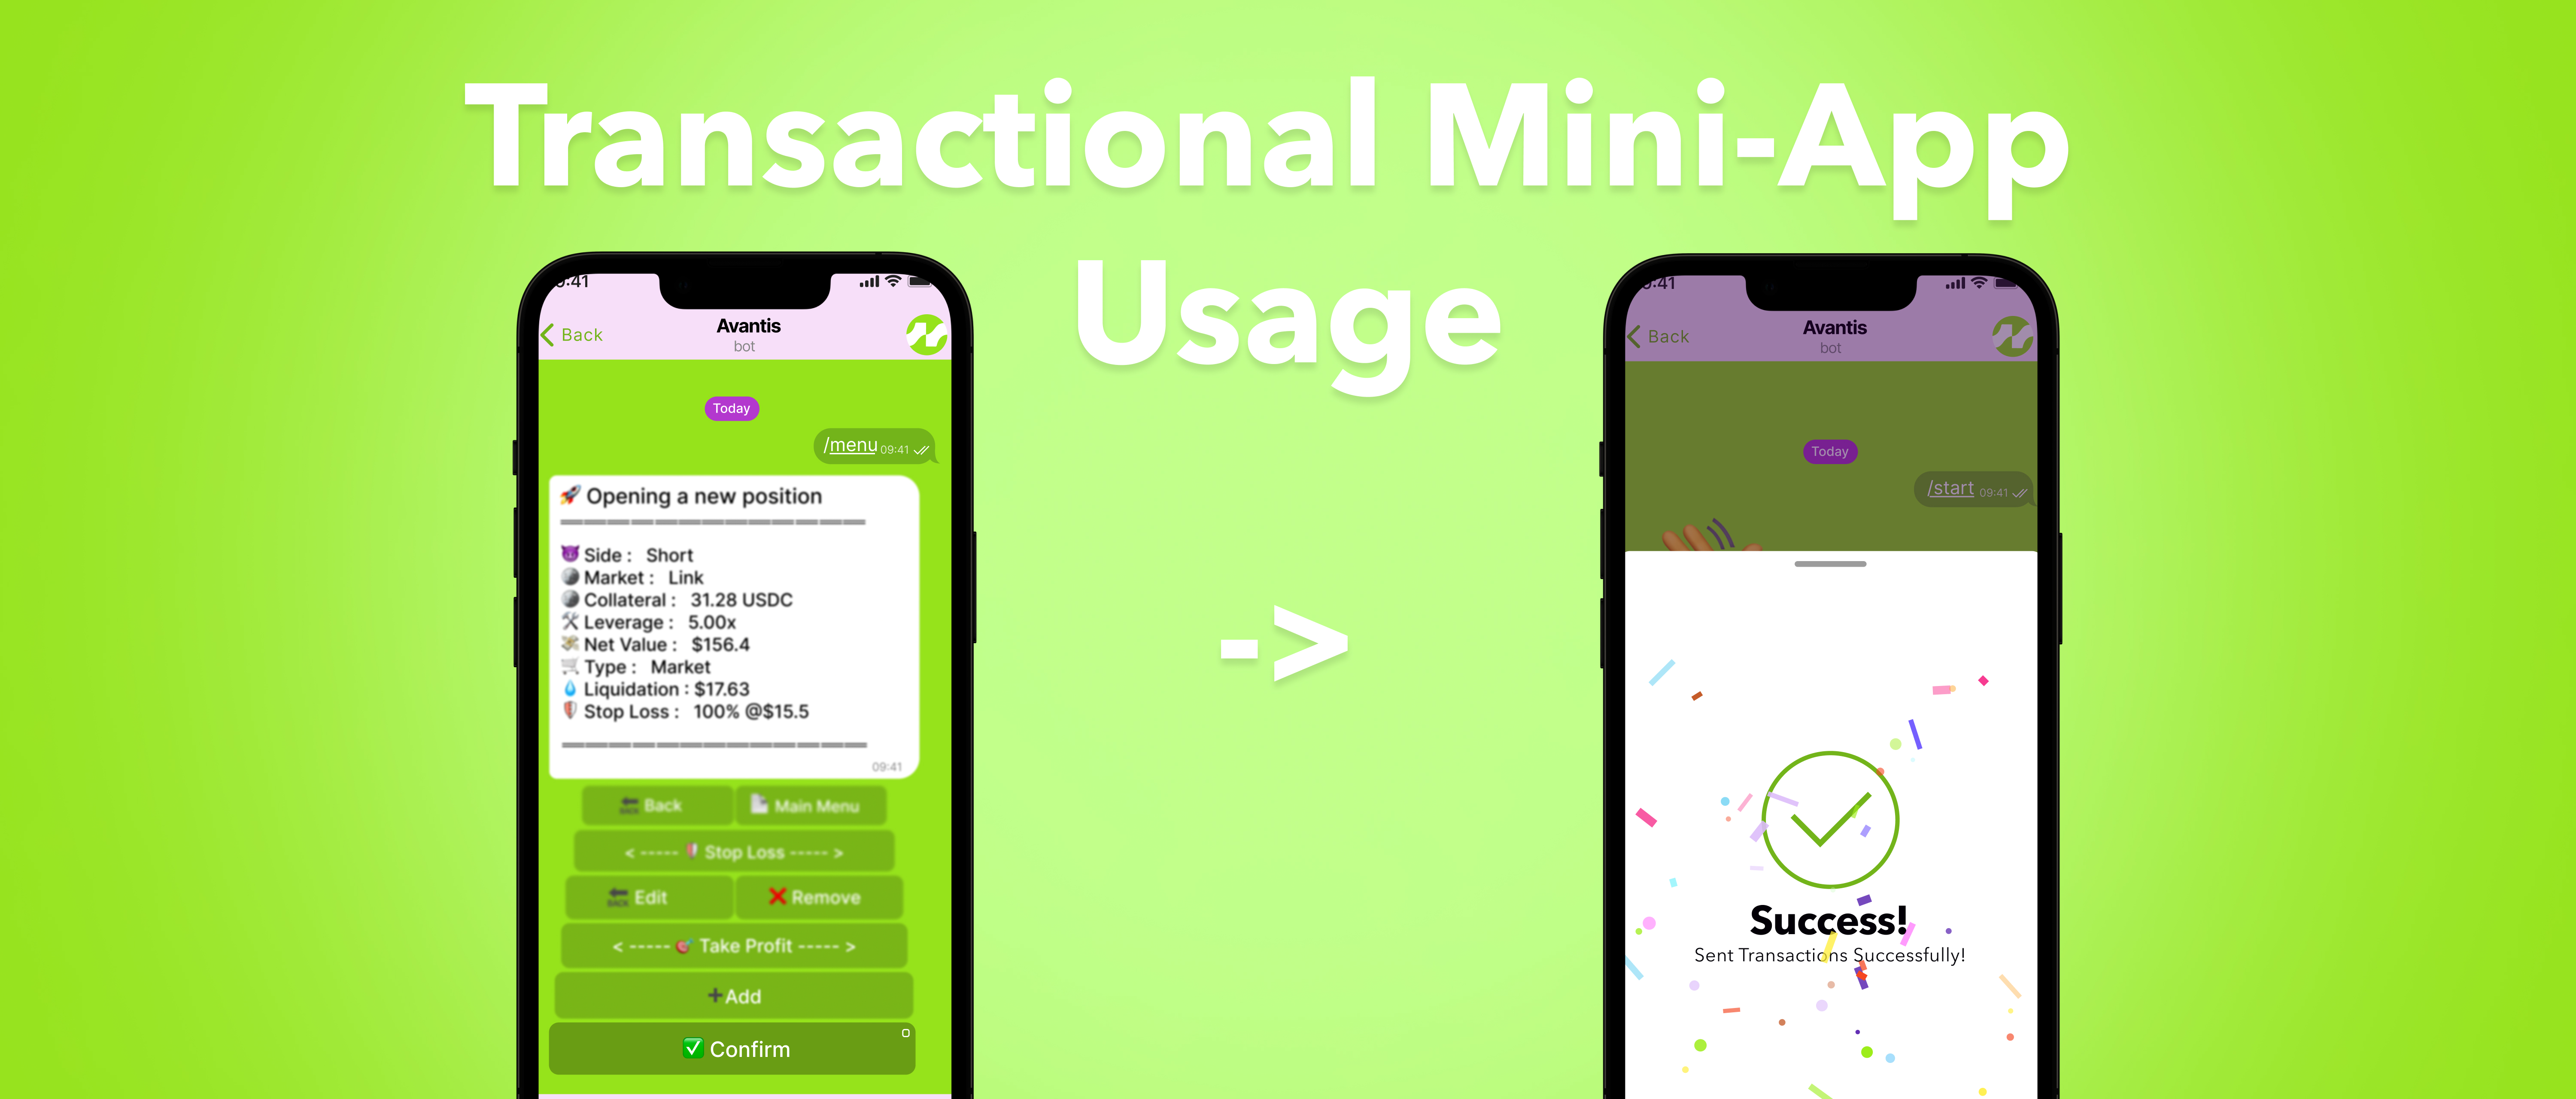 Transactional Mini-App
Usage
->
9:41
Back
Avantis
bot
Today
/menu 09:41
🚀 Opening a new position
😈 Side : Short
Market : Link
Collateral : 31.28 USDC
🛠 Leverage : 5.00x
💸 Net Value : $156.4
🛒 Type : Market
💧 Liquidation : $17.63
Stop Loss : 100% @$15.5
09:41
🔙 Back
Main Menu
< ----- Stop Loss ----- >
🔙 Edit
❌ Remove
< ----- 🎯 Take Profit ----- >
➕Add
✅ Confirm
9:41
Back
Avantis
bot
Today
/start 09:41
Success!
Sent Transactions Successfully!